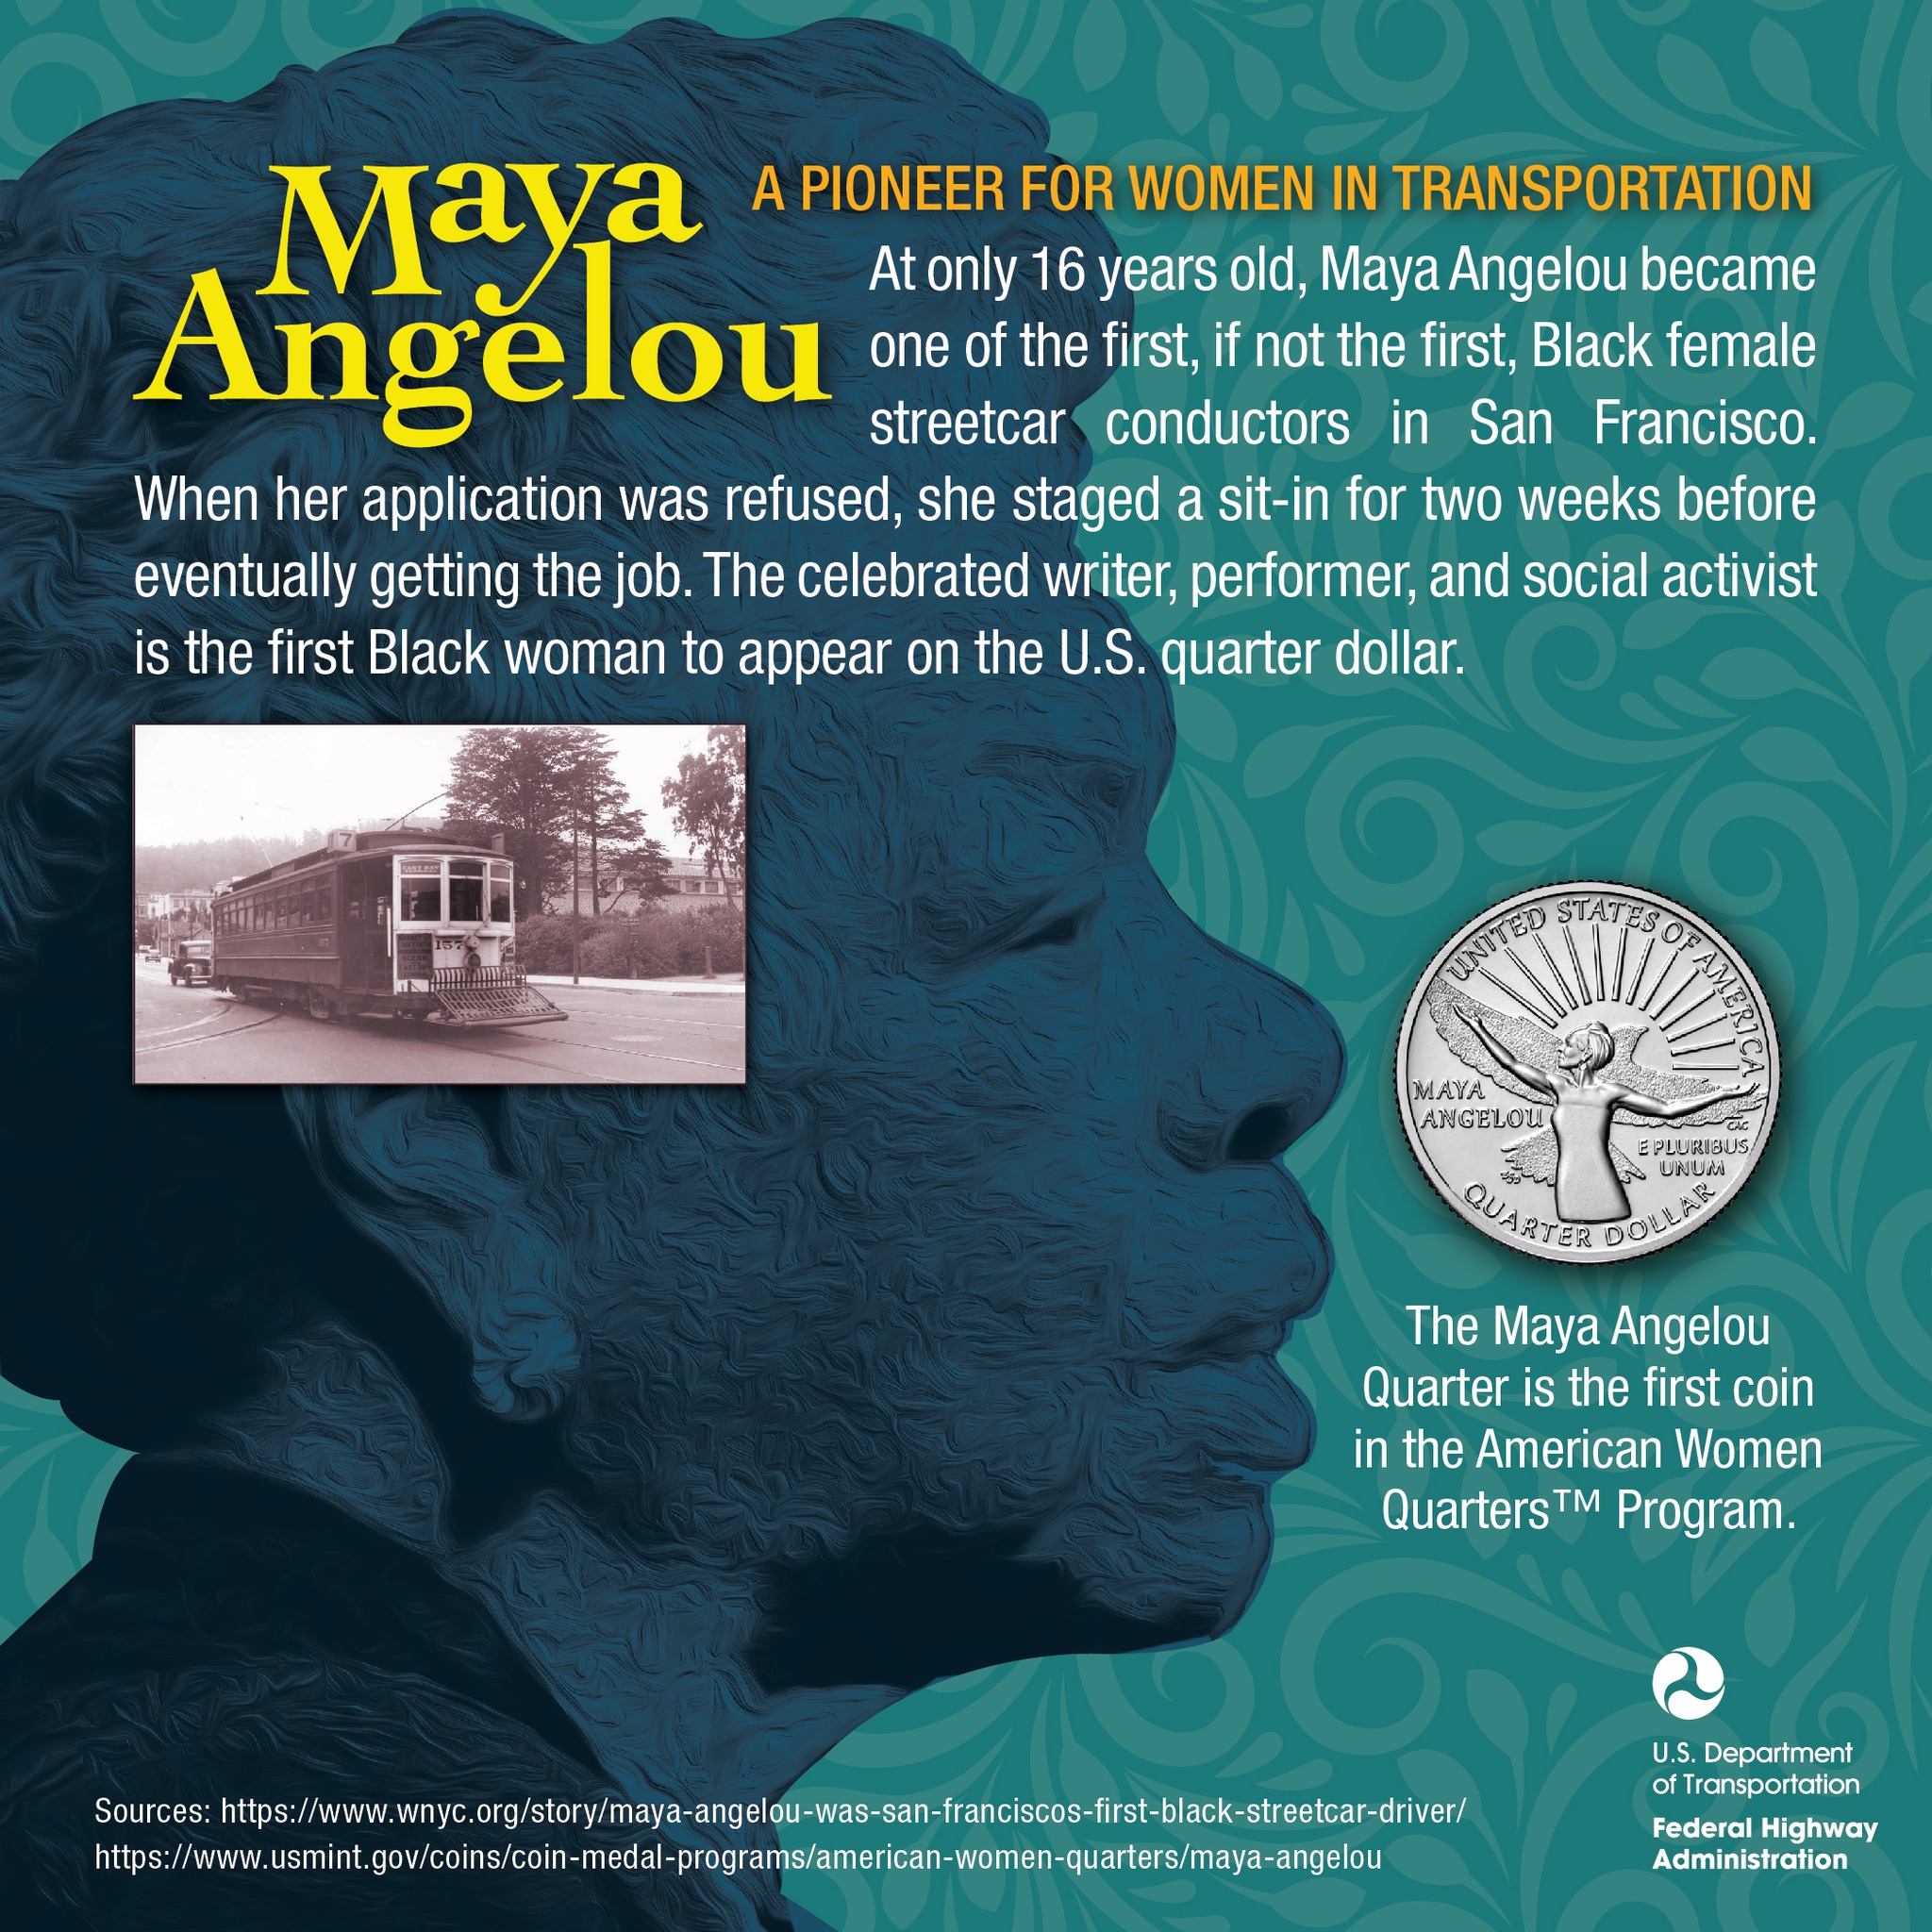 Maya
Angelou
A PIONEER FOR WOMEN IN TRANSPORTATION
At only 16 years old, Maya Angelou became
one of the first, if not the first, Black female
streetcar conductors in San Francisco.
When her application was refused, she staged a sit-in for two weeks before
eventually getting the job. The celebrated writer, performer, and social activist
is the first Black woman to appear on the U.S. quarter dollar.
7
157
157
UNITED STATES OF AMERICA
MAYA
ANGELOU
CAC
E PLURIBUS
UNUM
QUARTER DOLLAR
The Maya Angelou
Quarter is the first coin
in the American Women
Quarters™ Program.
U.S. Department
of Transportation
Federal Highway
Administration
Sources: https://www.wnyc.org/story/maya-angelou-was-san-franciscos-first-black-streetcar-driver/
https://www.usmint.gov/coins/coin-medal-programs/american-women-quarters/maya-angelou